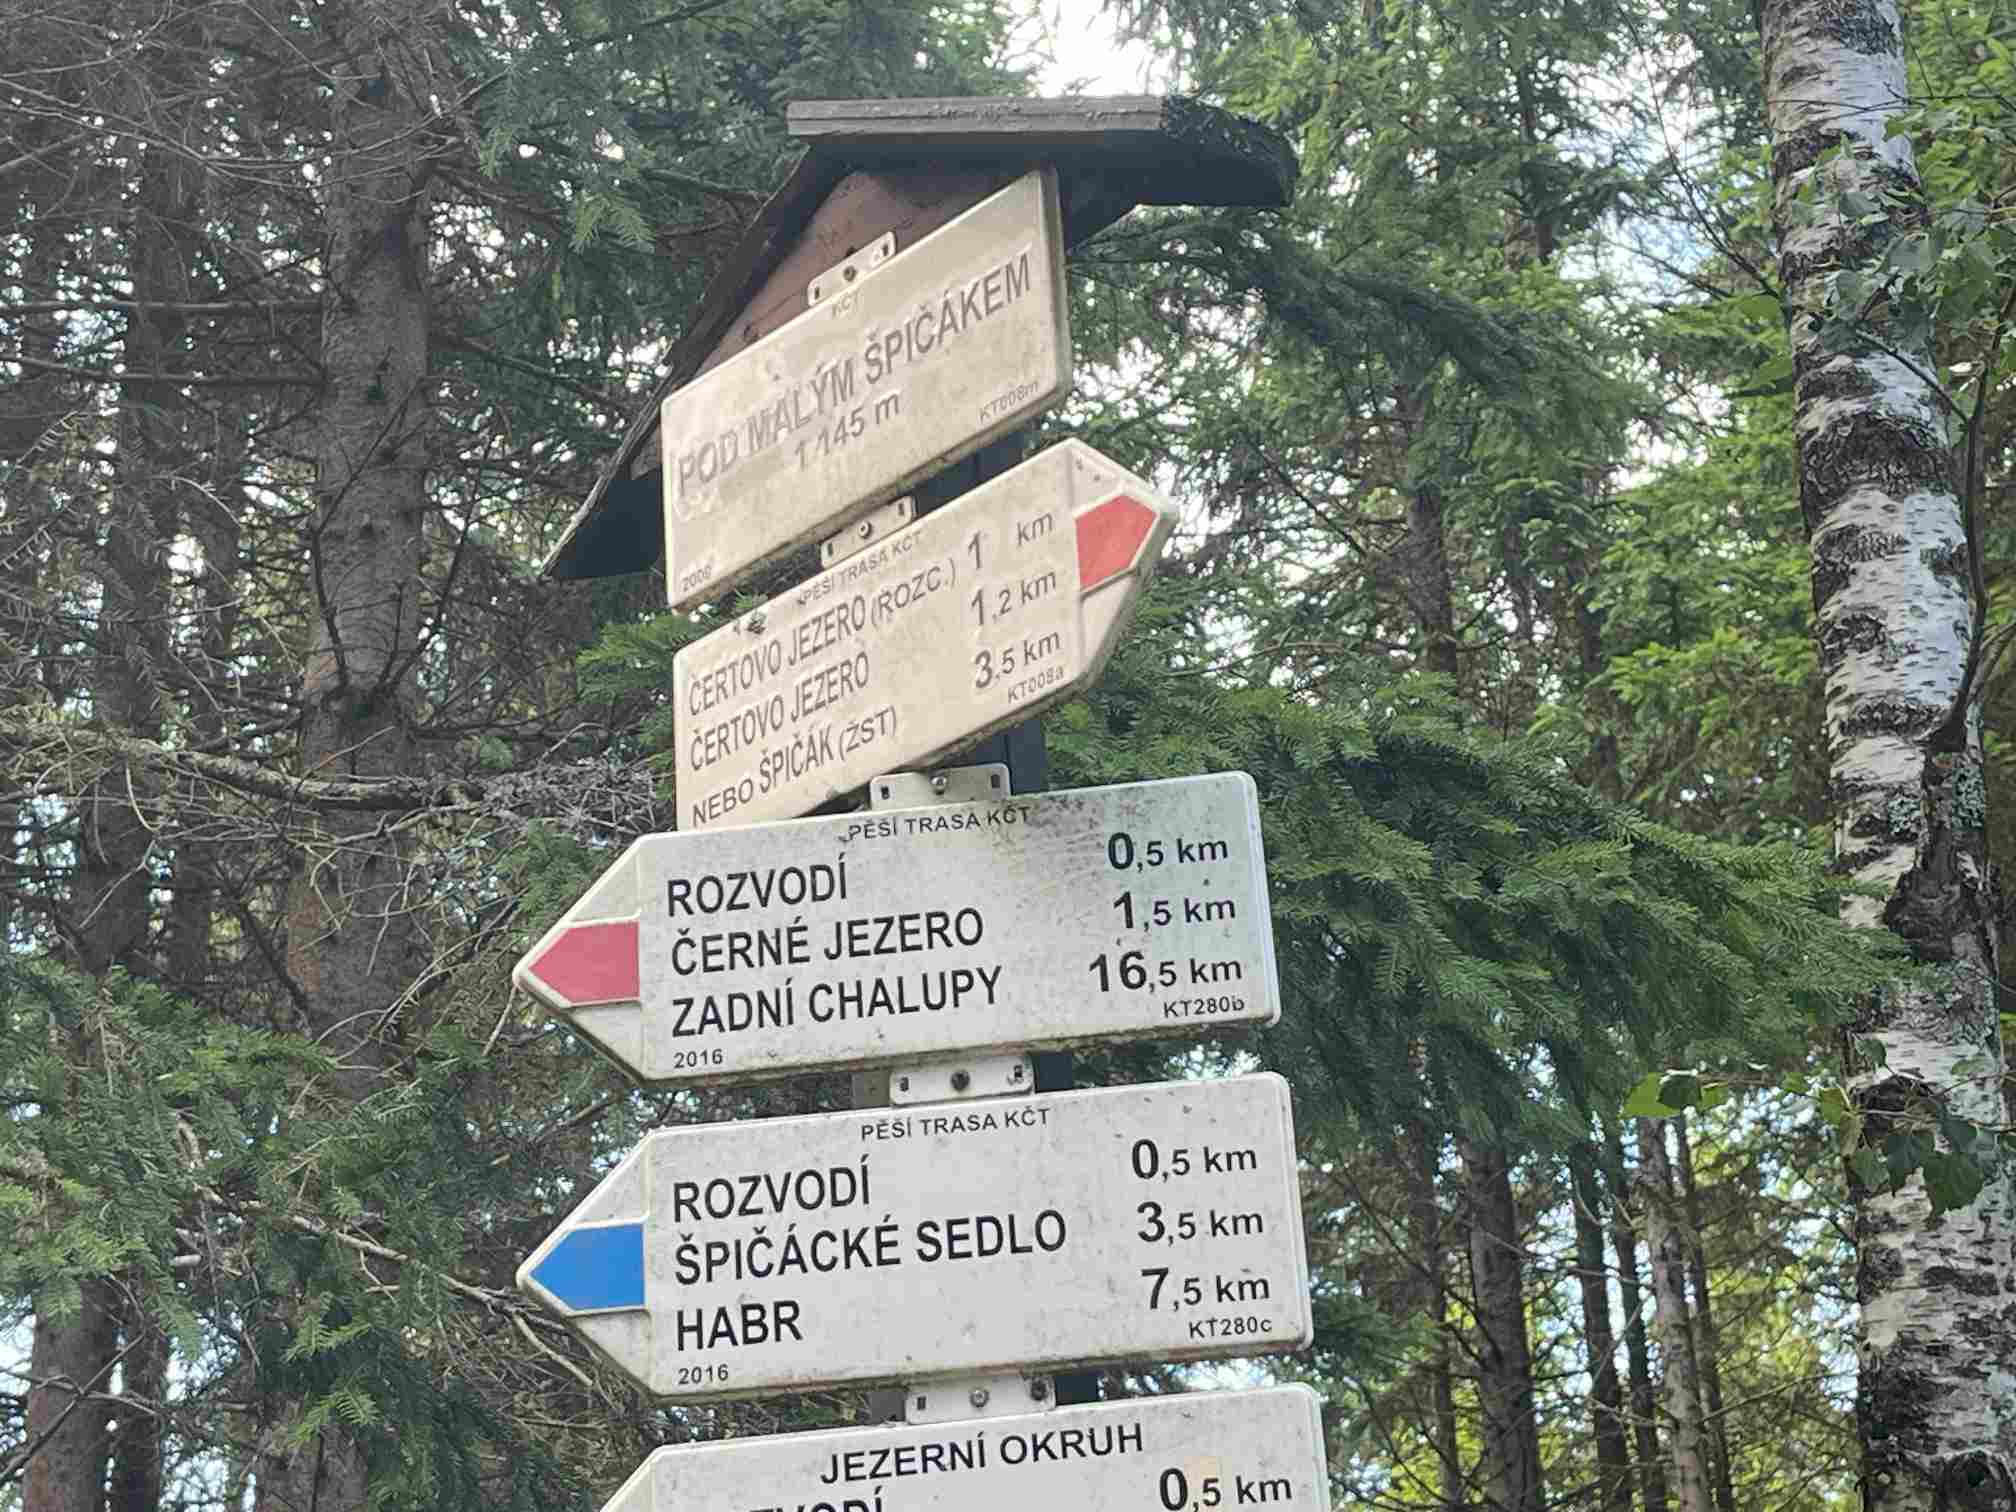 KČT
POD MALÝM ŠPIČÁKEM
1 145 m
KT008m
PĚŠÍ TRASA KČT
ČERTOVO JEZERO (ROZC.) 1 km
ČERTOVO JEZERO 1,2 km
NEBO ŠPIČÁK (ŽST) 3,5 km
KT008a
PĚŠÍ TRASA KČT
ROZVODÍ 0,5 km
ČERNÉ JEZERO 1,5 km
ZADNÍ CHALUPY 16,5 km
2016 KT280b
PĚŠÍ TRASA KČT
ROZVODÍ 0,5 km
ŠPIČÁCKÉ SEDLO 3,5 km
HABR 7,5 km
2016 KT280c
JEZERNÍ OKRUH
0,5 km